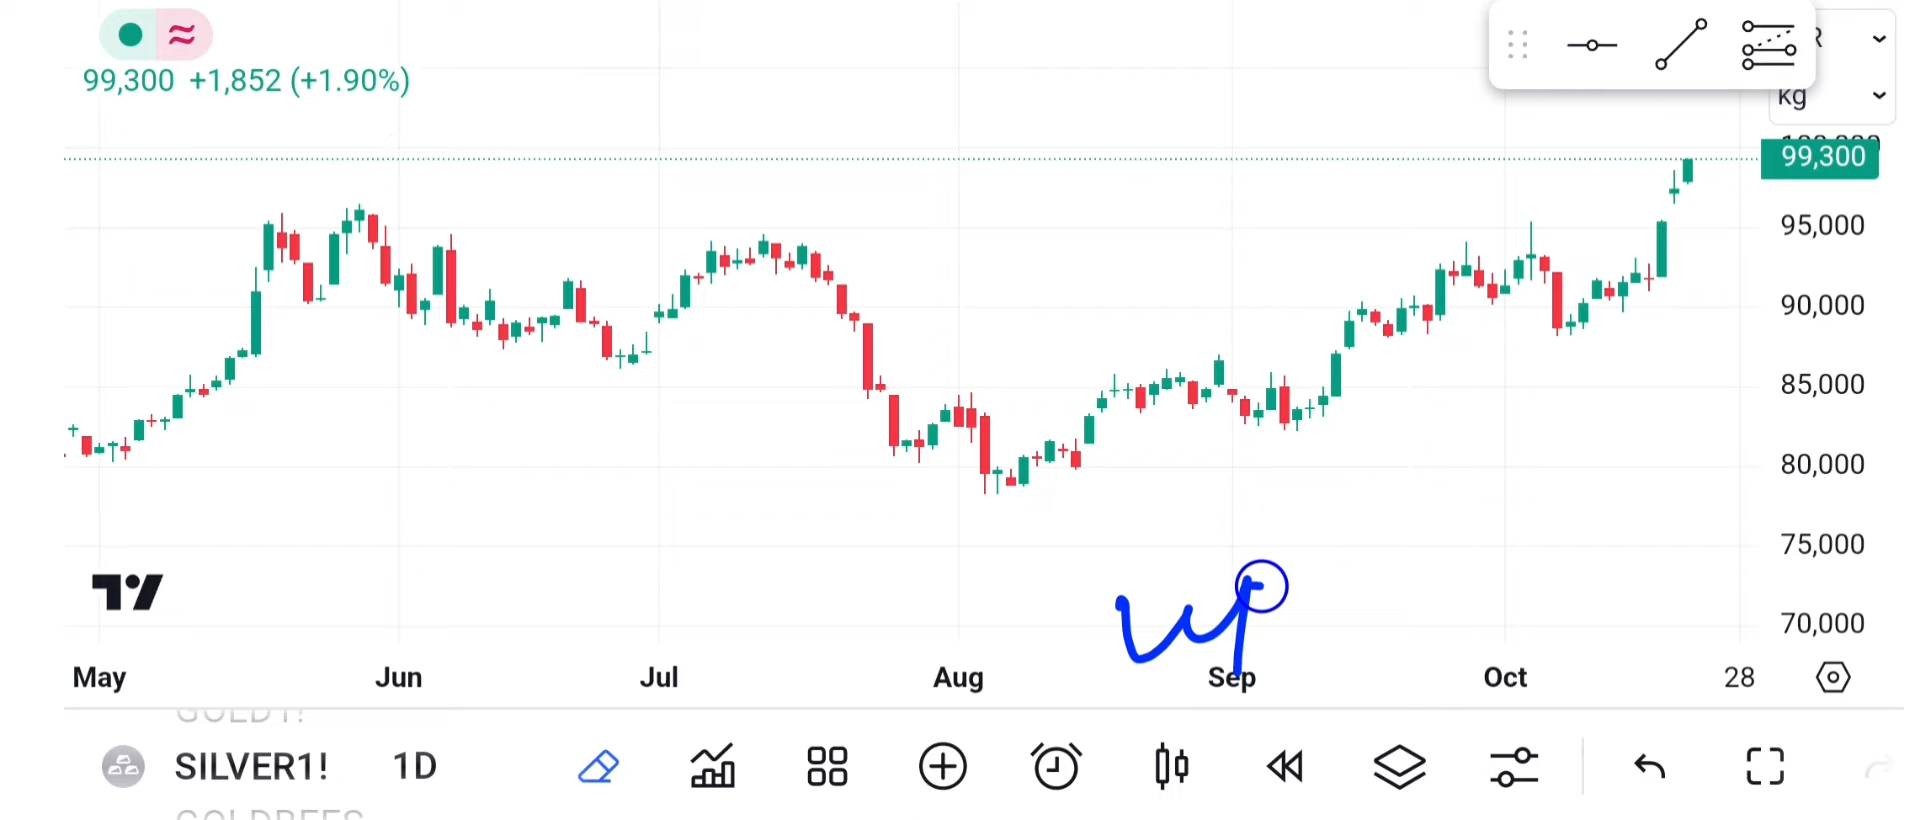 99,300 +1,852 (+1.90%)
R
kg
99,300
95,000
90,000
85,000
80,000
75,000
70,000
up
May Jun Jul Aug Sep Oct 28
SILVER1! 1D